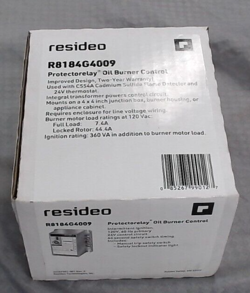 resideo
R8184G4009
Protectorelay™ Oil Burner Control
Improved Design, Two-Year Warranty
Used with C554A Cadmium Sulfide Flame Detector and
24V thermostat.
Integral transformer powers control circuit.
Mounts on a 4 x 4 inch junction box, burner housing, or
appliance cabinet.
Requires enclosure for line voltage wiring.
Burner motor load ratings at 120 Vac:
Full Load: 7.4A
Locked Rotor: 44.4A
Ignition rating: 360 VA in addition to burner motor load.
resideo
R8184G4009
Protectorelay™ Oil Burner Control